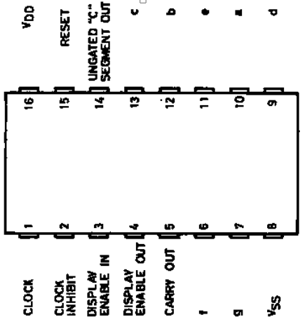 CLOCK 1 16 VDD
CLOCK INHIBIT 2 15 RESET
DISPLAY ENABLE IN 3 14 UNGATED "C" SEGMENT OUT
DISPLAY ENABLE OUT 4 13 c
CARRY OUT 5 12 b
f 6 11 e
g 7 10 a
VSS 8 9 d